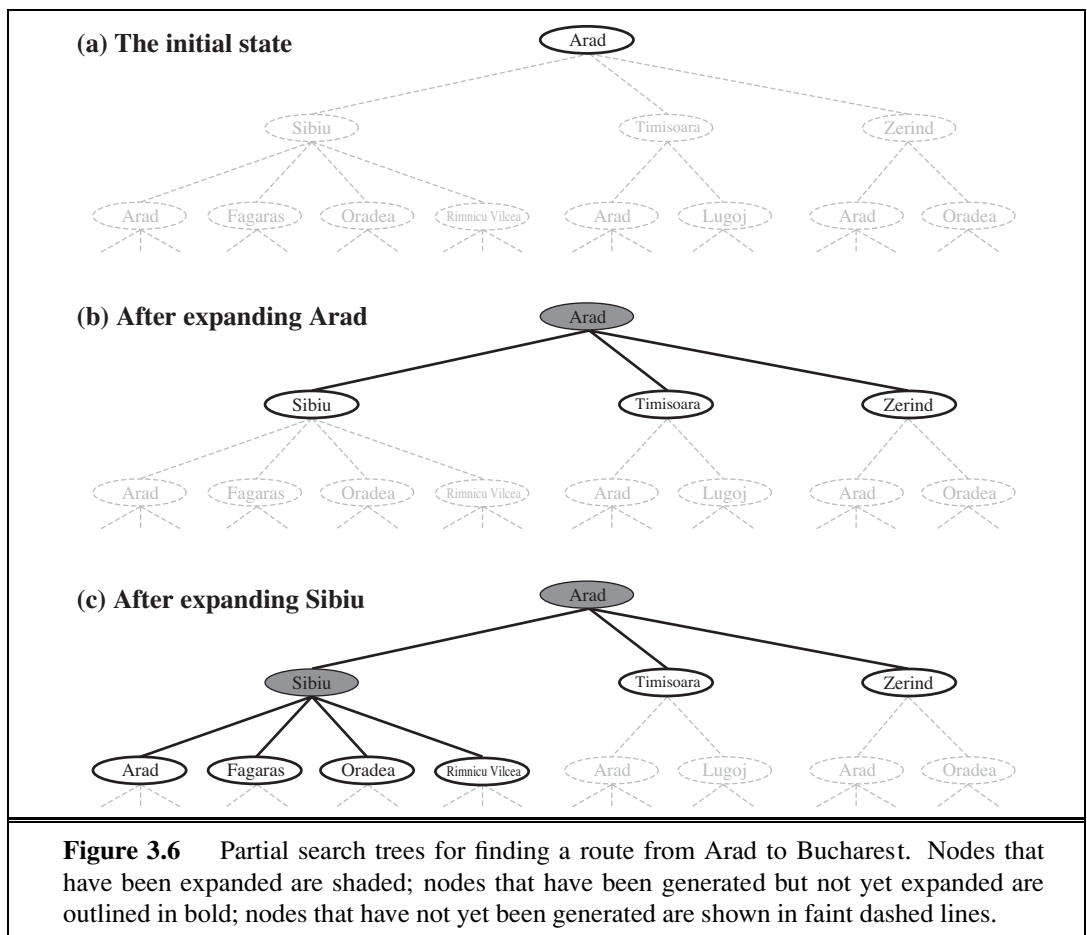 (a) The initial state
Arad
Sibiu Timisoara Zerind
Arad Fagaras Oradea Rimnicu Vilcea Arad Lugoj Arad Oradea
(b) After expanding Arad
Arad
Sibiu Timisoara Zerind
Arad Fagaras Oradea Rimnicu Vilcea Arad Lugoj Arad Oradea
(c) After expanding Sibiu
Arad
Sibiu Timisoara Zerind
Arad Fagaras Oradea Rimnicu Vilcea Arad Lugoj Arad Oradea
Figure 3.6 Partial search trees for finding a route from Arad to Bucharest. Nodes that
have been expanded are shaded; nodes that have been generated but not yet expanded are
outlined in bold; nodes that have not yet been generated are shown in faint dashed lines.